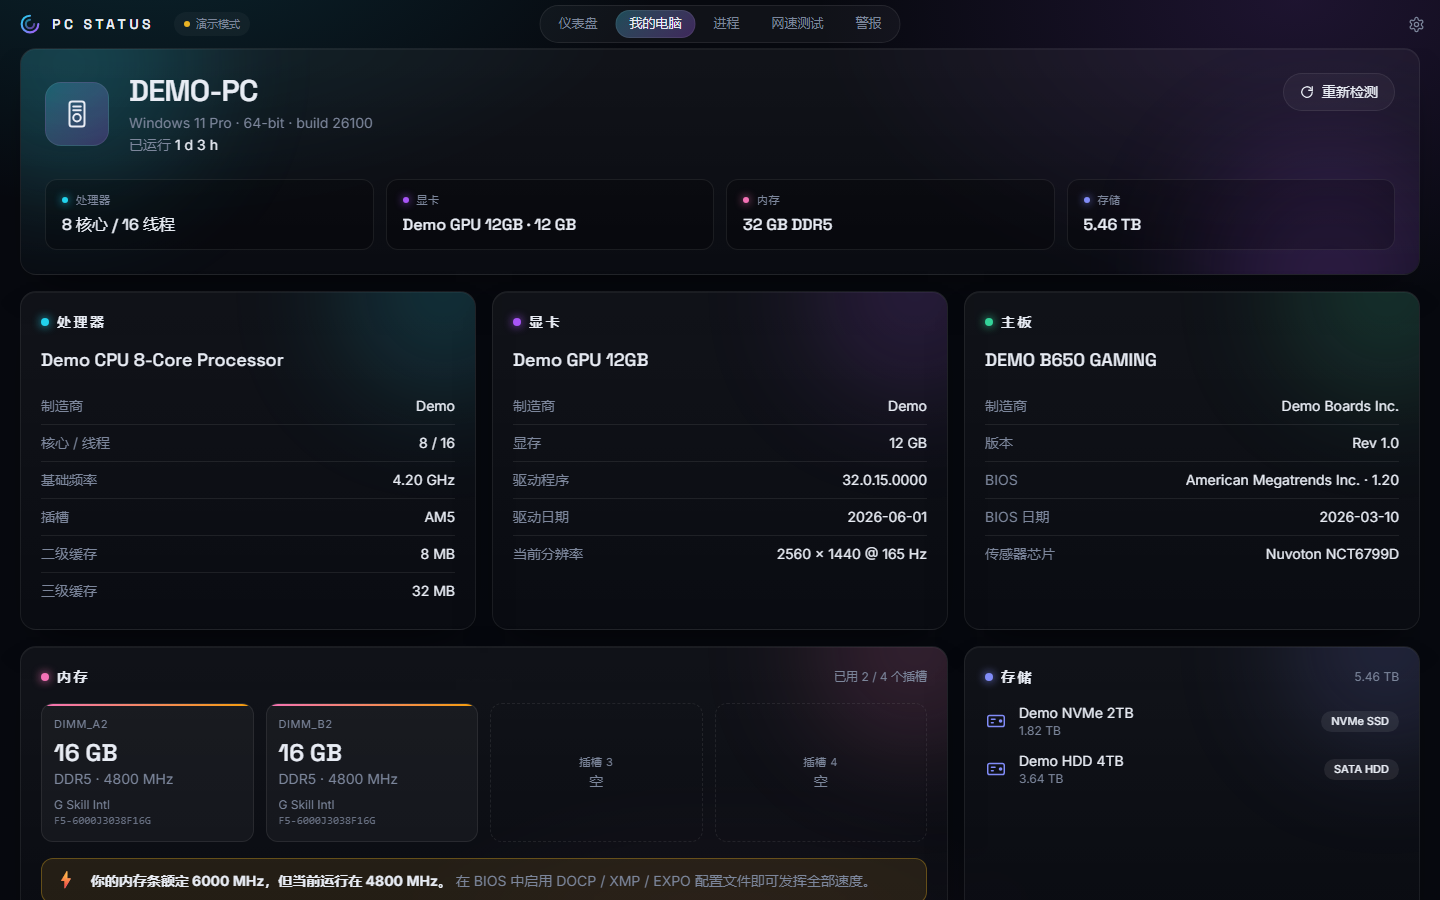 PC STATUS
演示模式
仪表盘
我的电脑
进程
网速测试
警报
DEMO-PC
Windows 11 Pro · 64-bit · build 26100
已运行 1 d 3 h
重新检测
处理器
8 核心 / 16 线程
显卡
Demo GPU 12GB · 12 GB
内存
32 GB DDR5
存储
5.46 TB
处理器
Demo CPU 8-Core Processor
制造商 Demo
核心 / 线程 8 / 16
基础频率 4.20 GHz
插槽 AM5
二级缓存 8 MB
三级缓存 32 MB
显卡
Demo GPU 12GB
制造商 Demo
显存 12 GB
驱动程序 32.0.15.0000
驱动日期 2026-06-01
当前分辨率 2560 × 1440 @ 165 Hz
主板
DEMO B650 GAMING
制造商 Demo Boards Inc.
版本 Rev 1.0
BIOS American Megatrends Inc. · 1.20
BIOS 日期 2026-03-10
传感器芯片 Nuvoton NCT6799D
内存 已用 2 / 4 个插槽
DIMM_A2
16 GB
DDR5 · 4800 MHz
G Skill Intl
F5-6000J3038F16G
DIMM_B2
16 GB
DDR5 · 4800 MHz
G Skill Intl
F5-6000J3038F16G
插槽 3
空
插槽 4
空
你的内存条额定 6000 MHz，但当前运行在 4800 MHz。 在 BIOS 中启用 DOCP / XMP / EXPO 配置文件即可发挥全部速度。
存储 5.46 TB
Demo NVMe 2TB
1.82 TB
NVMe SSD
Demo HDD 4TB
3.64 TB
SATA HDD